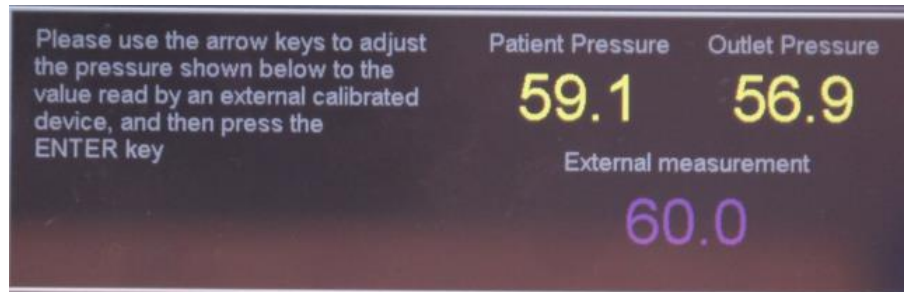 Please use the arrow keys to adjust
the pressure shown below to the
value read by an external calibrated
device, and then press the
ENTER key
Patient Pressure Outlet Pressure
59.1 56.9
External measurement
60.0